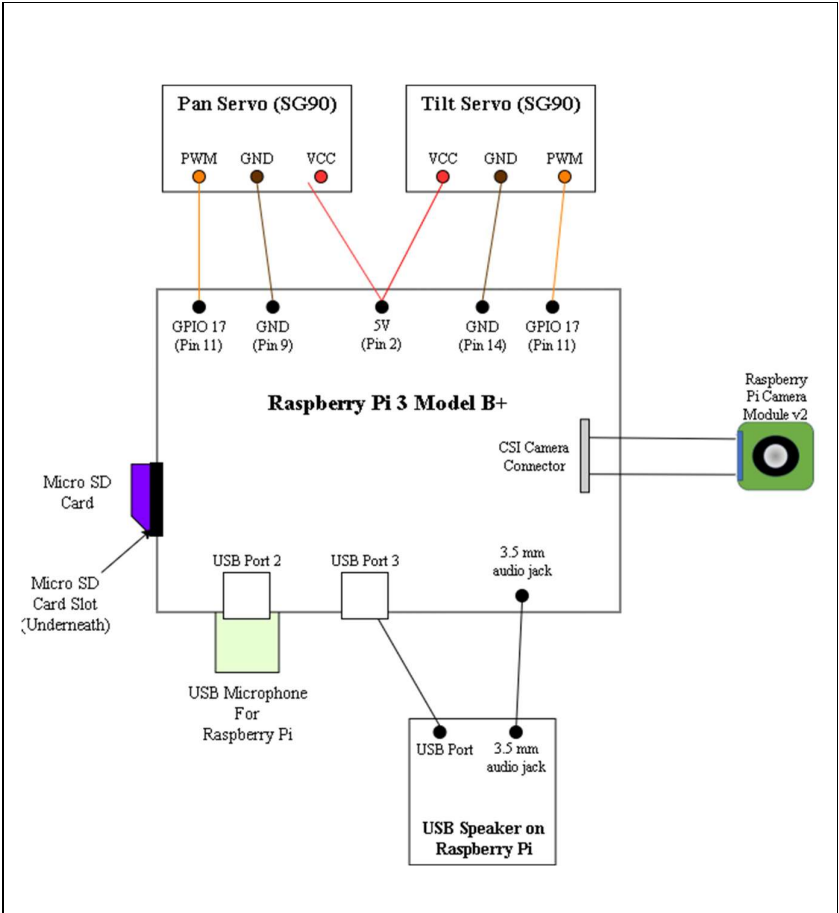 Pan Servo (SG90)
Tilt Servo (SG90)
PWM
GND
VCC
VCC
GND
PWM
GPIO 17
(Pin 11)
GND
(Pin 9)
5V
(Pin 2)
GND
(Pin 14)
GPIO 17
(Pin 11)
Raspberry Pi 3 Model B+
Raspberry
Pi Camera
Module v2
CSI Camera
Connector
Micro SD
Card
Micro SD
Card Slot
(Underneath)
USB Port 2
USB Port 3
3.5 mm
audio jack
USB Microphone
For
Raspberry Pi
USB Port
3.5 mm
audio jack
USB Speaker on
Raspberry Pi